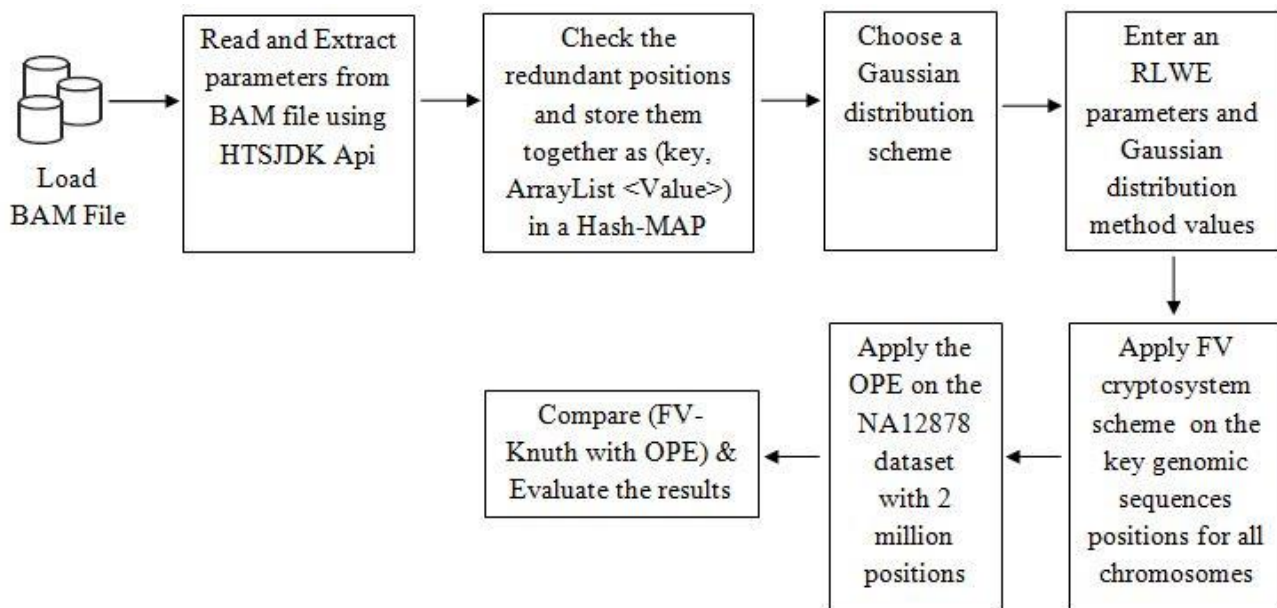 Load
BAM File
Read and Extract
parameters from
BAM file using
HTSJDK Api
Check the
redundant positions
and store them
together as (key,
ArrayList <Value>)
in a Hash-MAP
Choose a
Gaussian
distribution
scheme
Enter an
RLWE
parameters and
Gaussian
distribution
method values
Apply FV
cryptosystem
scheme on the
key genomic
sequences
positions for all
chromosomes
Apply the
OPE on the
NA12878
dataset
with 2
million
positions
Compare (FV-
Knuth with OPE) &
Evaluate the results